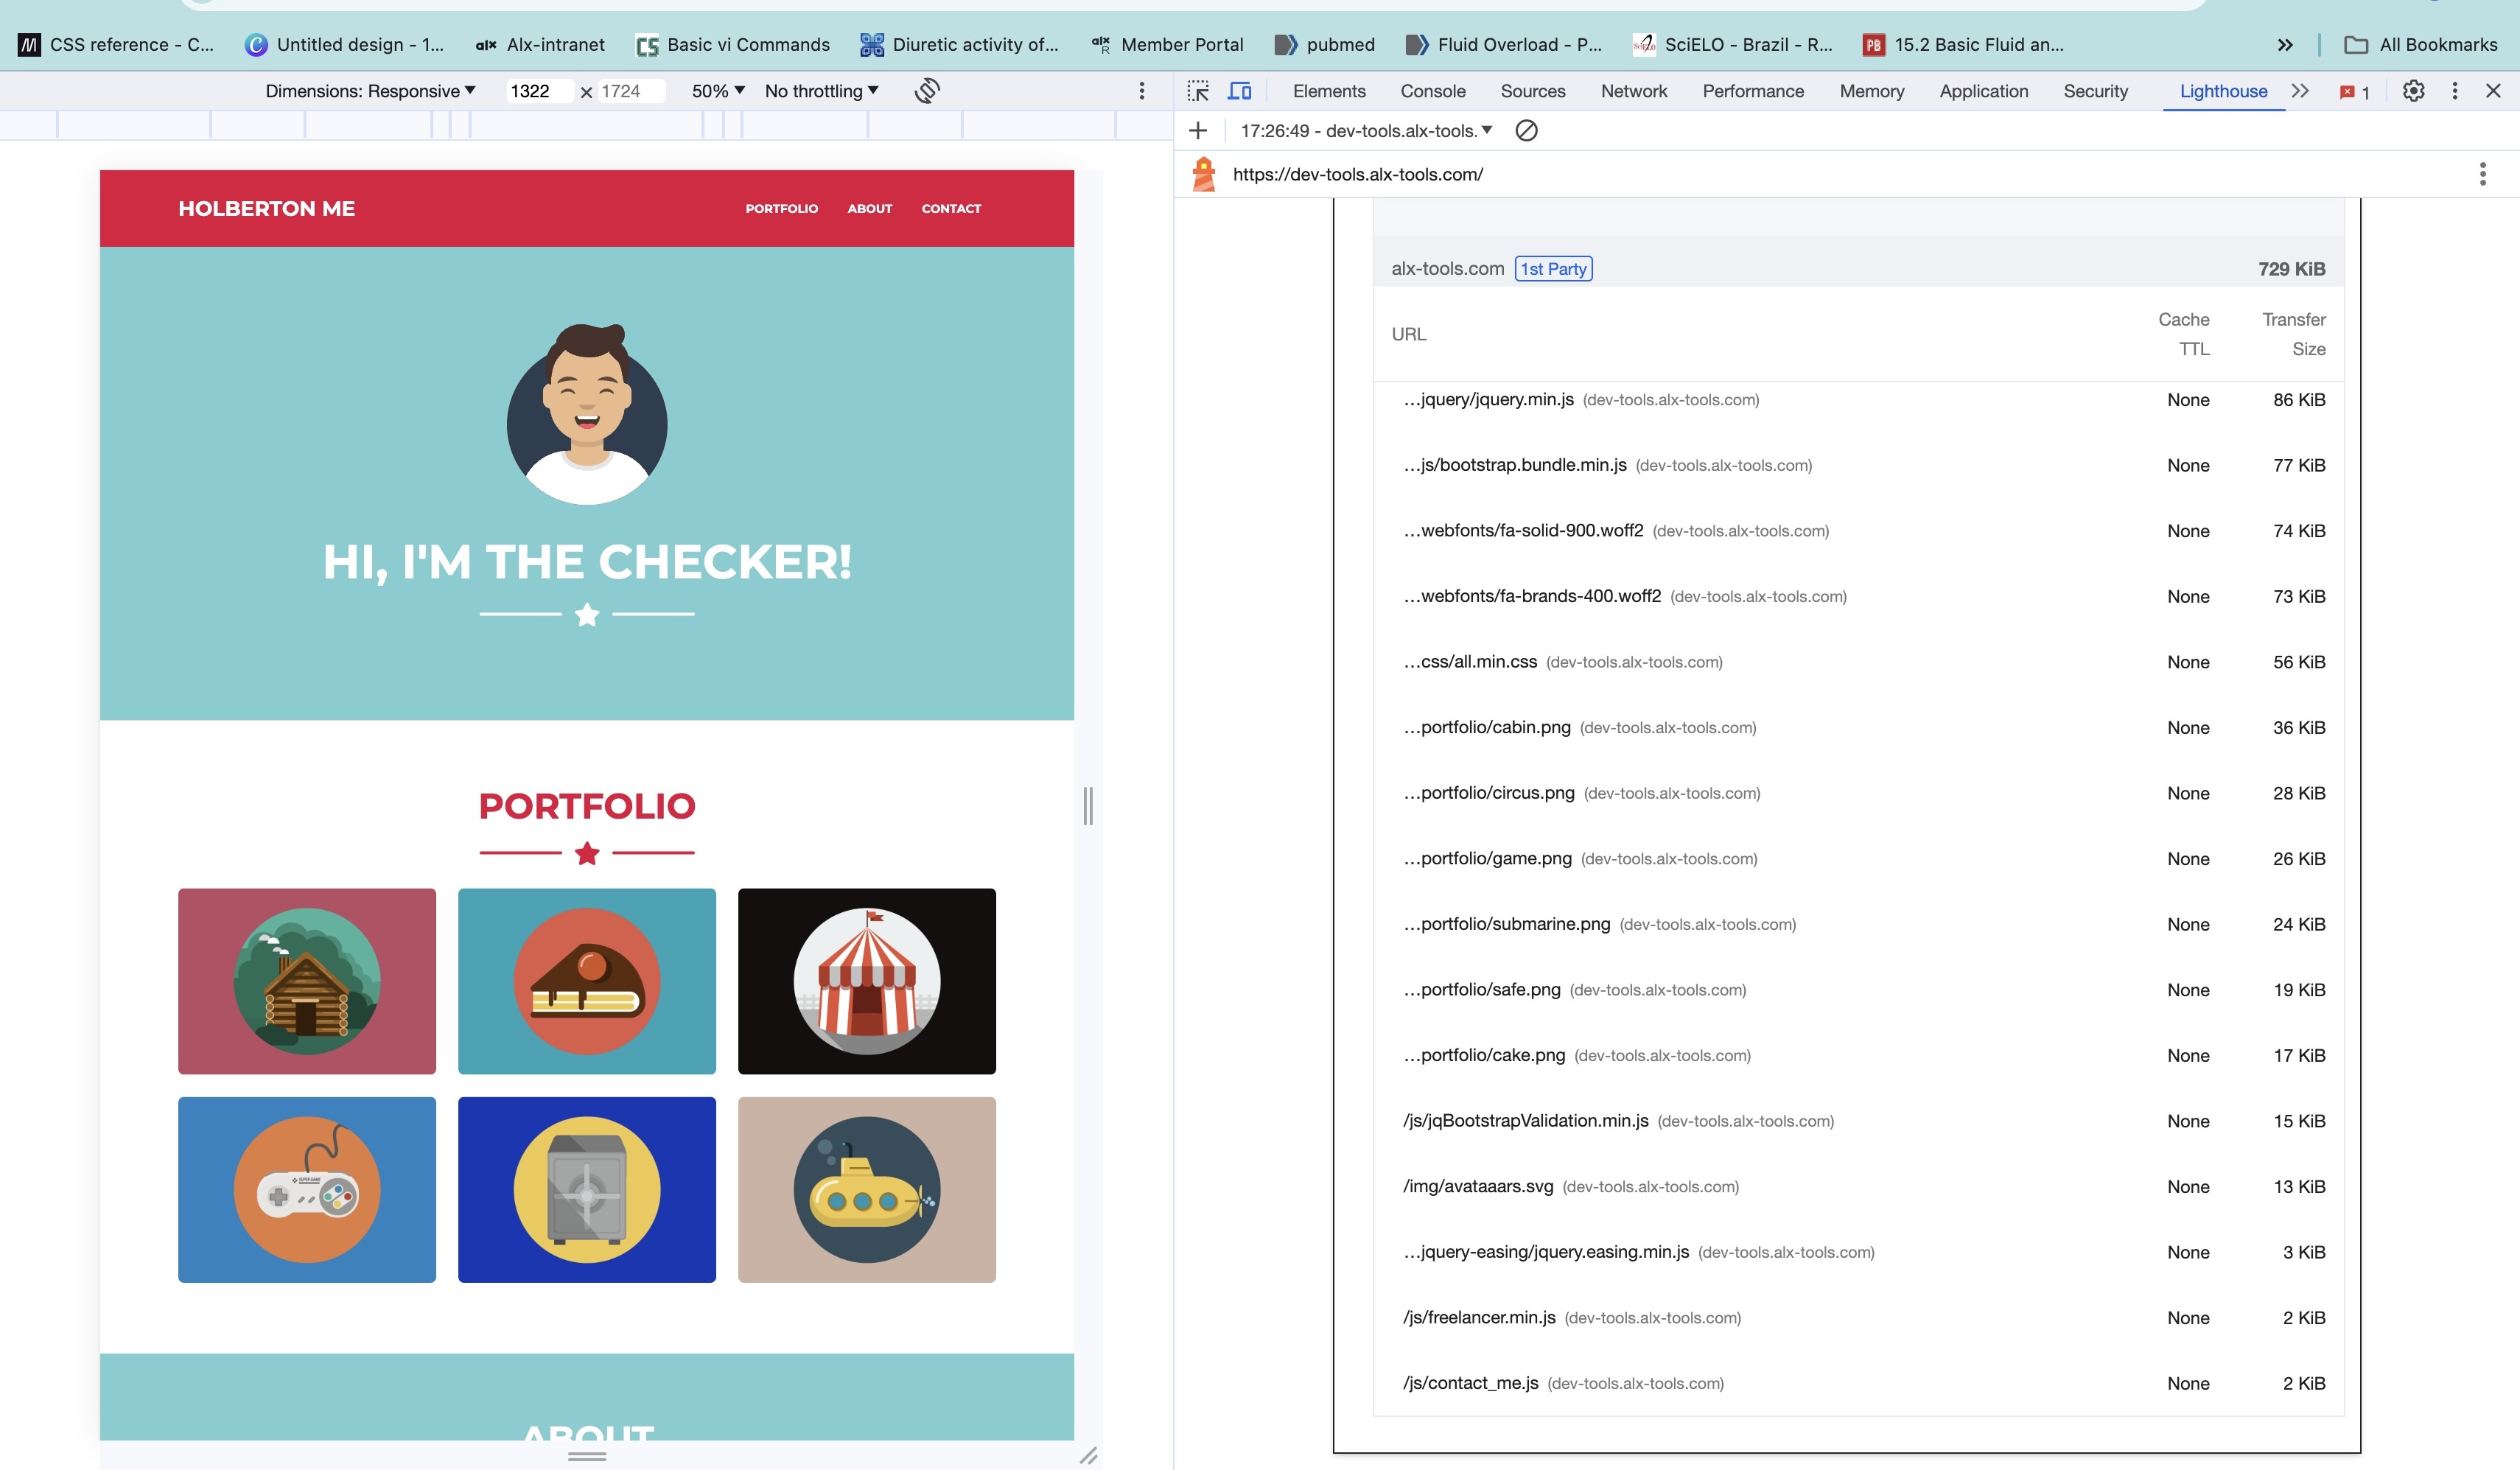 CSS reference - C...
Untitled design - 1...
alx Alx-intranet
CS Basic vi Commands
Diuretic activity of...
alx R Member Portal
pubmed
Fluid Overload - P...
SciELO - Brazil - R...
PB 15.2 Basic Fluid an...
All Bookmarks
Dimensions: Responsive 1322 × 1724 50% No throttling
Elements Console Sources Network Performance Memory Application Security Lighthouse 1
17:26:49 - dev-tools.alx-tools.
https://dev-tools.alx-tools.com/
HOLBERTON ME
PORTFOLIO ABOUT CONTACT
HI, I'M THE CHECKER!
PORTFOLIO
ABOUT
alx-tools.com 1st Party 729 KiB
URL Cache TTL Transfer Size
…jquery/jquery.min.js (dev-tools.alx-tools.com) None 86 KiB
…js/bootstrap.bundle.min.js (dev-tools.alx-tools.com) None 77 KiB
…webfonts/fa-solid-900.woff2 (dev-tools.alx-tools.com) None 74 KiB
…webfonts/fa-brands-400.woff2 (dev-tools.alx-tools.com) None 73 KiB
…css/all.min.css (dev-tools.alx-tools.com) None 56 KiB
…portfolio/cabin.png (dev-tools.alx-tools.com) None 36 KiB
…portfolio/circus.png (dev-tools.alx-tools.com) None 28 KiB
…portfolio/game.png (dev-tools.alx-tools.com) None 26 KiB
…portfolio/submarine.png (dev-tools.alx-tools.com) None 24 KiB
…portfolio/safe.png (dev-tools.alx-tools.com) None 19 KiB
…portfolio/cake.png (dev-tools.alx-tools.com) None 17 KiB
/js/jqBootstrapValidation.min.js (dev-tools.alx-tools.com) None 15 KiB
/img/avataaars.svg (dev-tools.alx-tools.com) None 13 KiB
…jquery-easing/jquery.easing.min.js (dev-tools.alx-tools.com) None 3 KiB
/js/freelancer.min.js (dev-tools.alx-tools.com) None 2 KiB
/js/contact_me.js (dev-tools.alx-tools.com) None 2 KiB